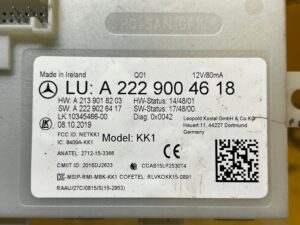 PC-SAN-GF10
Made in Ireland Q01 12V/80mA
LU: A 222 900 46 18
HW: A 213 901 82 03 HW-Status: 14/48/01
SW: A 222 902 64 17 SW-Status: 17/48/00
LK 10345466-00 Diag: 0x0042
08.10.2019
FCC ID: NETKK1
IC: 8409A-KK1
Model: KK1
Leopold Kostal GmbH & Co. KG
Hauert 11, 44227 Dortmund
Germany
ANATEL: 2712-15-3366
CMIIT ID: 2015DJ2633 CCAB15LP2530T4
MSIP-RMI-MBK-KK1 COFETEL: RLVKOKK15-0891
RAAU/27C/0815/S(15-2953)